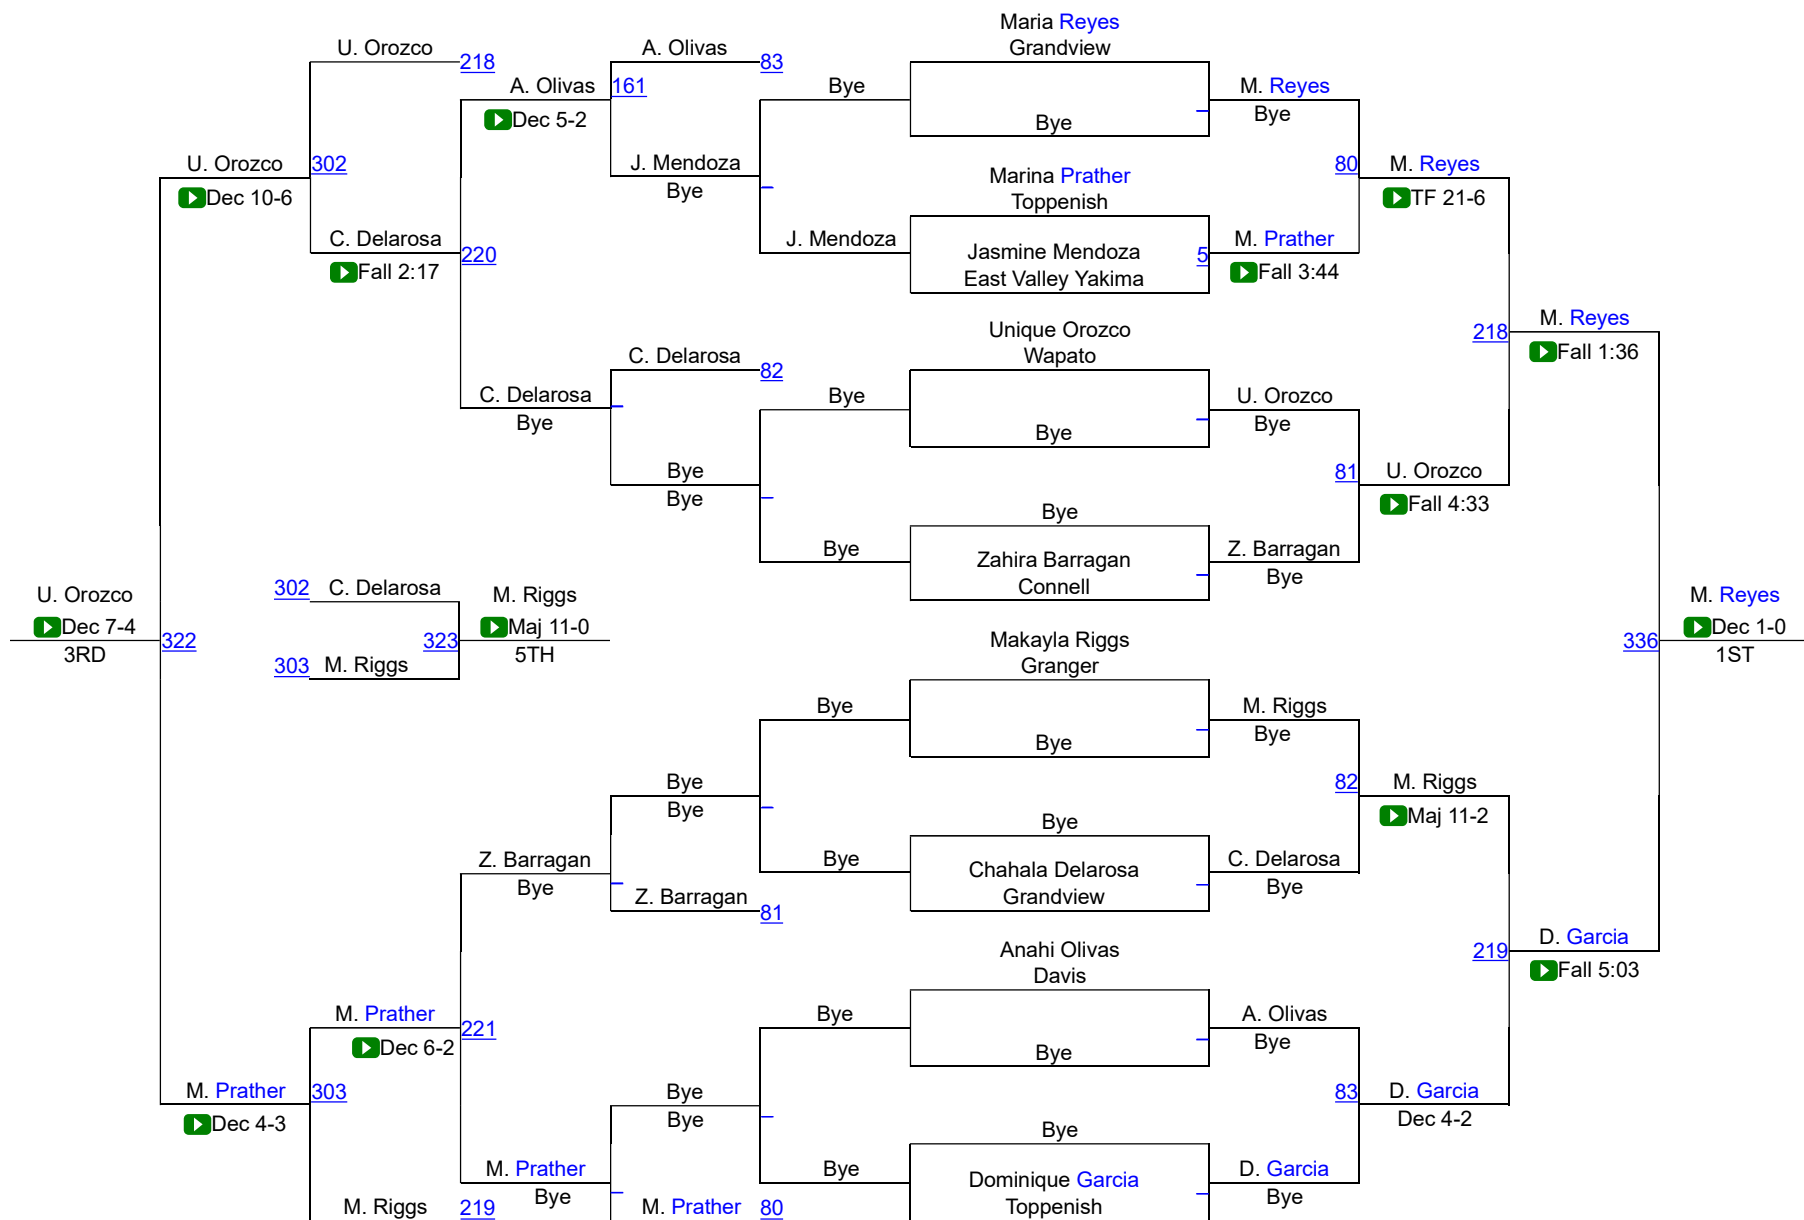 Maria Reyes
U. Orozco
A. Olivas
Grandview
218
83
A. Olivas
161
Bye
M. Reyes
Dec 5-2
Bye
Bye
U. Orozco
302
J. Mendoza
80
M. Reyes
Dec 10-6
Bye
Marina Prather
TF 21-6
Toppenish
C. Delarosa
J. Mendoza
M. Prather
220
Jasmine Mendoza
5
Fall 2:17
East Valley Yakima
Fall 3:44
Unique Orozco
218
M. Reyes
C. Delarosa
Wapato
Fall 1:36
82
C. Delarosa
Bye
U. Orozco
Bye
Bye
Bye
Bye
81
U. Orozco
Bye
Fall 4:33
Bye
Bye
Zahira Barragan
Z. Barragan
Connell
Bye
U. Orozco
302
C. Delarosa
M. Riggs
M. Reyes
Dec 7-4
322
323
Maj 11-0
336
Dec 1-0
3RD
303
M. Riggs
5TH
1ST
Makayla Riggs
Granger
Bye
M. Riggs
Bye
Bye
Bye
82
M. Riggs
Bye
Maj 11-2
Bye
Z. Barragan
Bye
Chahala Delarosa
C. Delarosa
Bye
Grandview
Bye
Z. Barragan
81
Anahi Olivas
219
D. Garcia
Davis
Fall 5:03
M. Prather
221
Bye
A. Olivas
Dec 6-2
Bye
Bye
M. Prather
303
Bye
83
D. Garcia
Dec 4-3
Bye
Dec 4-2
Bye
M. Prather
Bye
Dominique Garcia
D. Garcia
Bye
Toppenish
Bye
M. Riggs
219
M. Prather
80